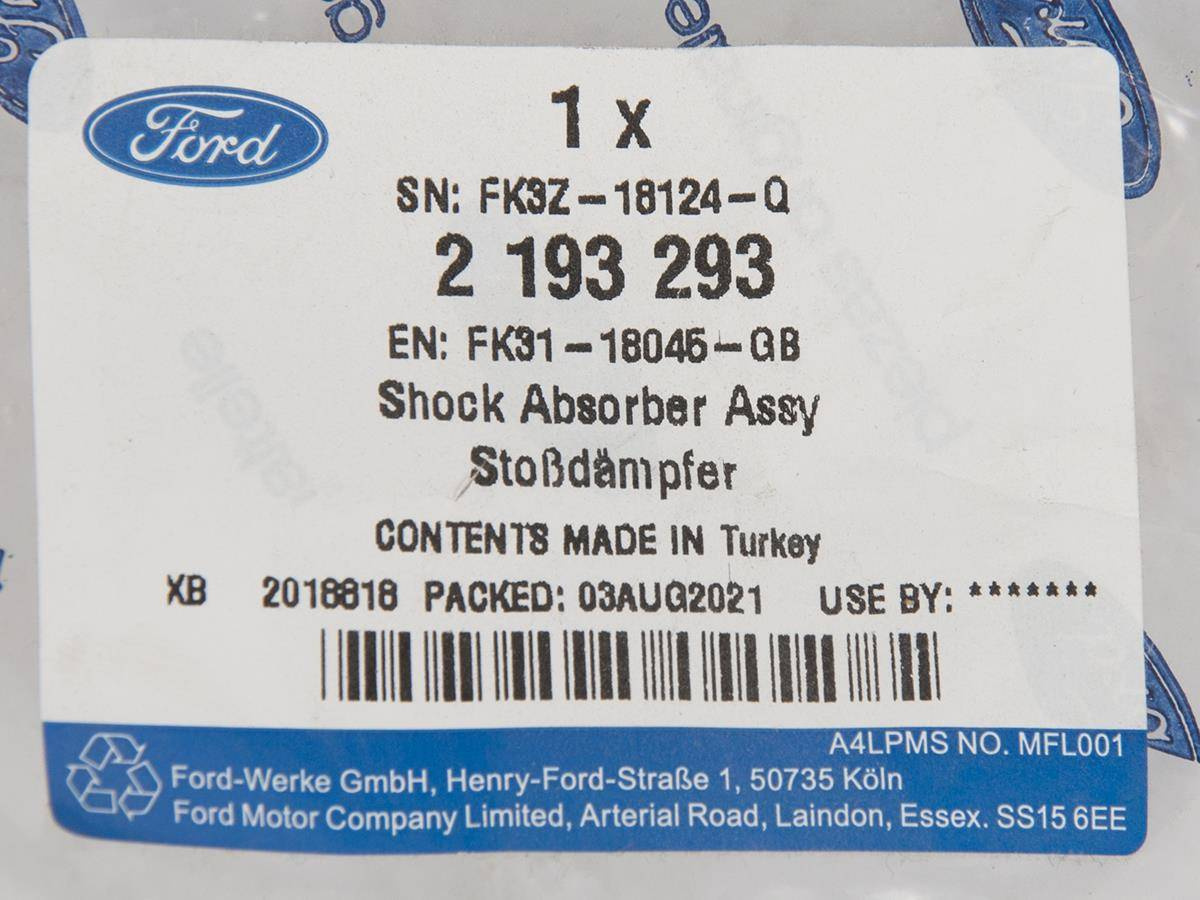 Ford
1 x
SN: FK3Z-18124-Q
2 193 293
EN: FK31-18045-GB
Shock Absorber Assy
Stoßdämpfer
CONTENTS MADE IN Turkey
XB 2018818 PACKED: 03AUG2021 USE BY: *******
A4LPMS NO. MFL001
Ford-Werke GmbH, Henry-Ford-Straße 1, 50735 Köln
Ford Motor Company Limited, Arterial Road, Laindon, Essex. SS15 6EE